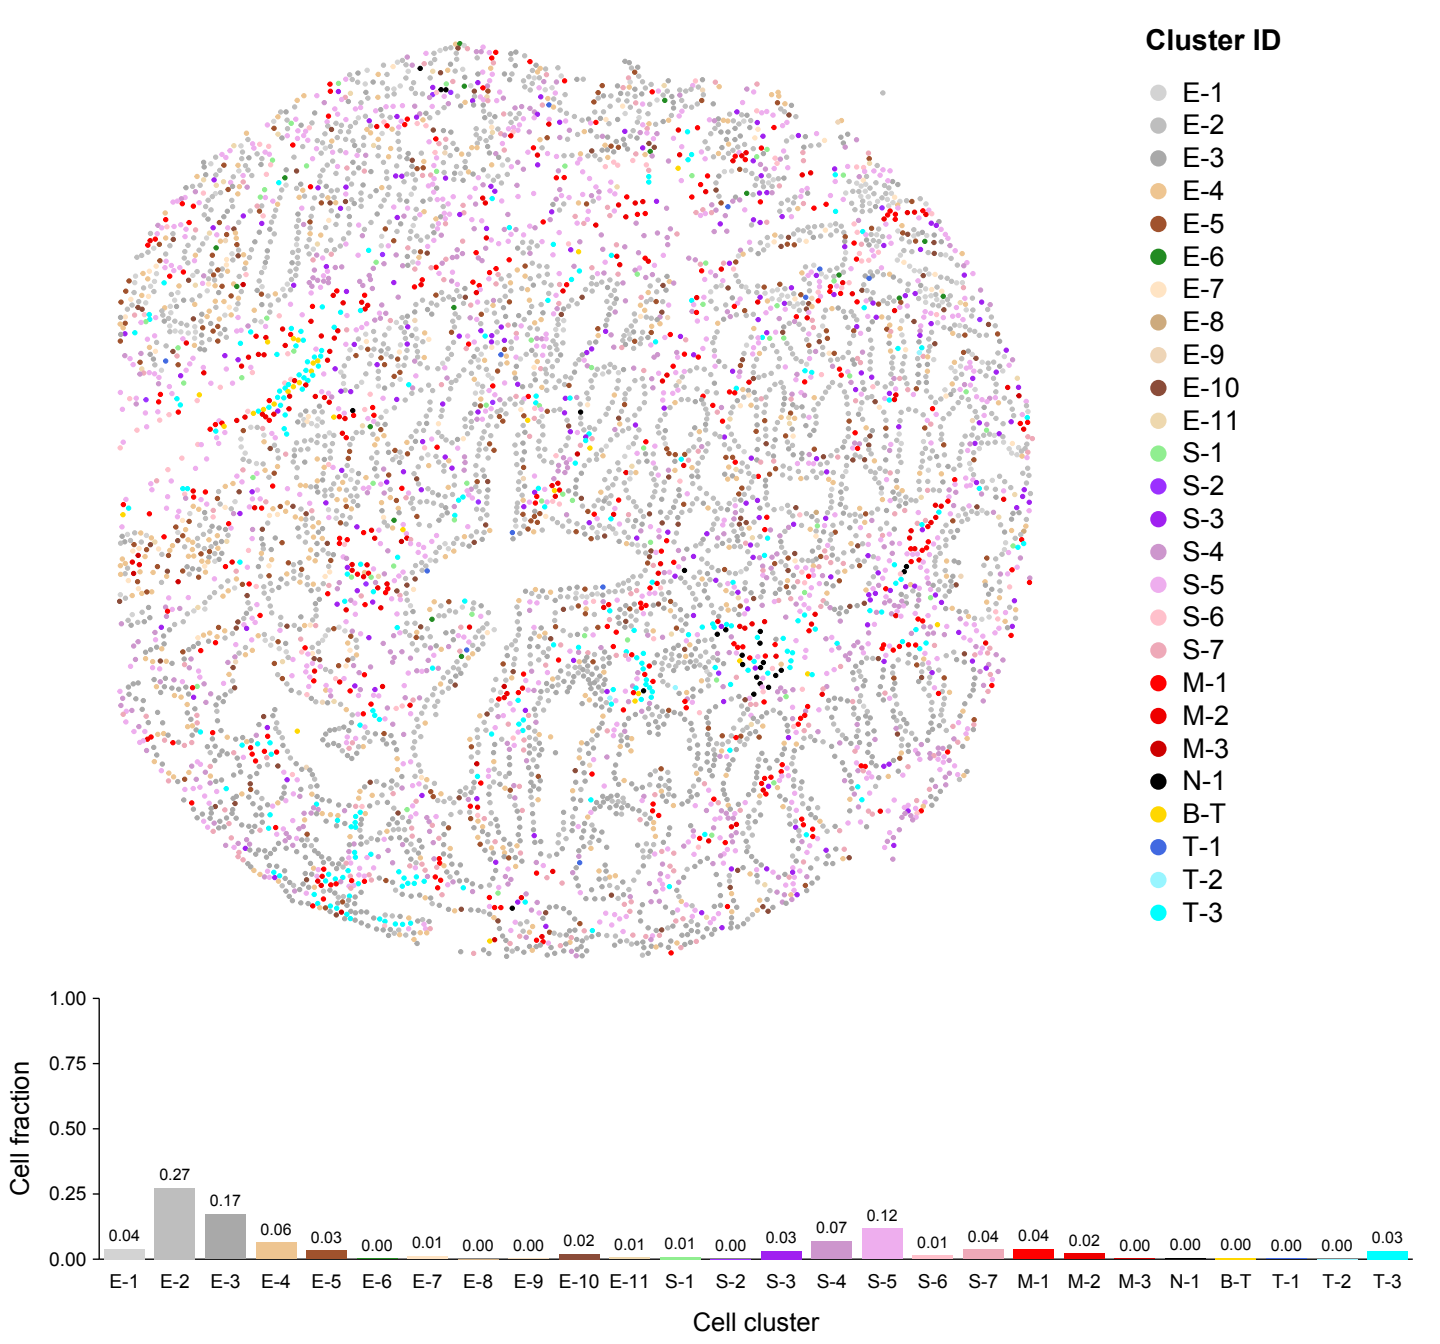 Cluster ID
E-1
E-2
E-3
E-4
E-5
E-6
E-7
E-8
E-9
E-10
E-11
S-1
S-2
S-3
S-4
S-5
S-6
S-7
M-1
M-2
M-3
N-1
B-T
T-1
T-2
T-3
1.00
0.75
0.50
0.25
0.00
Cell fraction
0.04 0.27 0.17 0.06 0.03 0.00 0.01 0.00 0.00 0.02 0.01 0.01 0.00 0.03 0.07 0.12 0.01 0.04 0.04 0.02 0.00 0.00 0.00 0.00 0.00 0.03
E-1 E-2 E-3 E-4 E-5 E-6 E-7 E-8 E-9 E-10 E-11 S-1 S-2 S-3 S-4 S-5 S-6 S-7 M-1 M-2 M-3 N-1 B-T T-1 T-2 T-3
Cell cluster